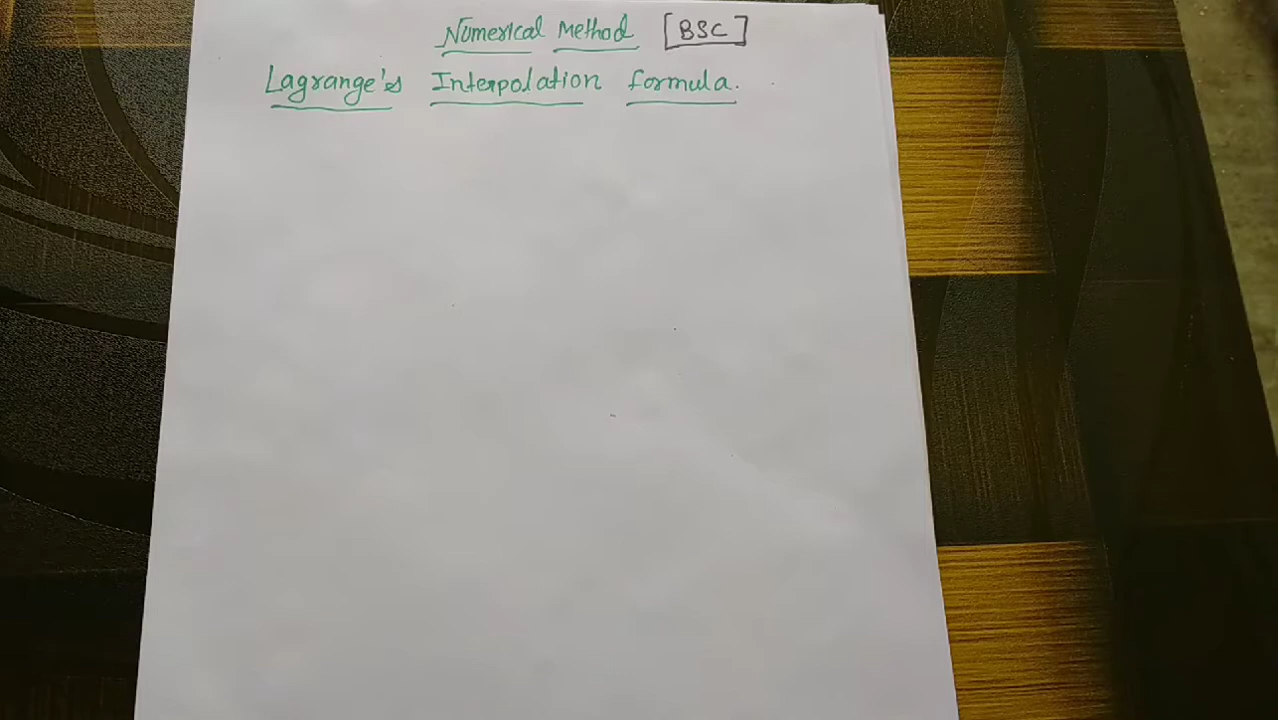 Numerical Method [BSC]
Lagrange's Interpolation formula.